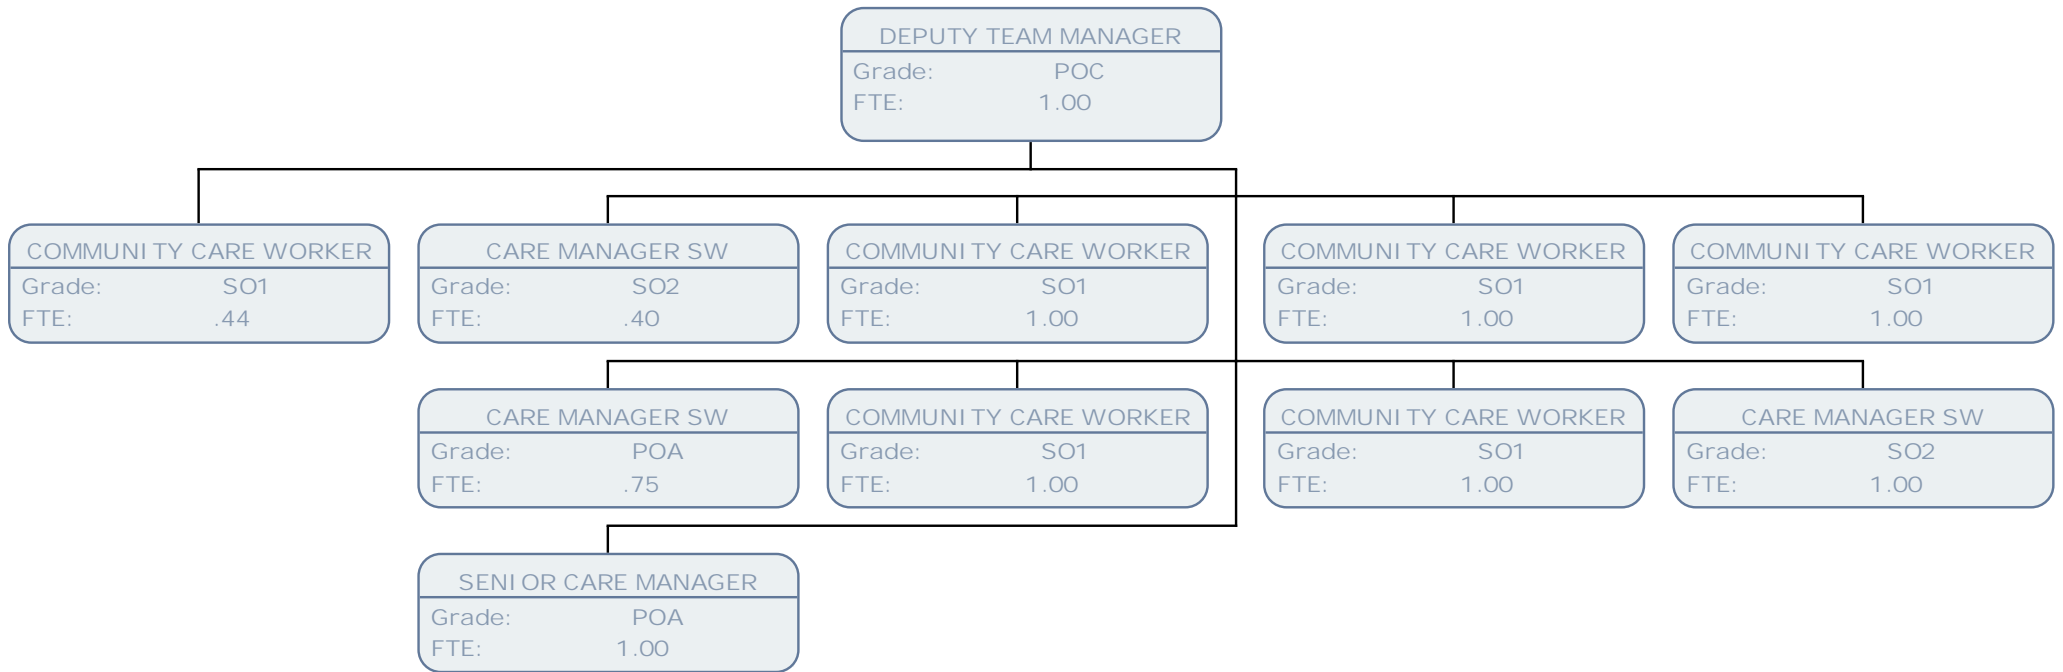 DEPUTY TEAM MANAGER
Grade: POC
FTE: 1.00
COMMUNITY CARE WORKER
Grade: SO1
FTE: .44
CARE MANAGER SW
Grade: SO2
FTE: .40
COMMUNITY CARE WORKER
Grade: SO1
FTE: 1.00
COMMUNITY CARE WORKER
Grade: SO1
FTE: 1.00
COMMUNITY CARE WORKER
Grade: SO1
FTE: 1.00
CARE MANAGER SW
Grade: POA
FTE: .75
COMMUNITY CARE WORKER
Grade: SO1
FTE: 1.00
COMMUNITY CARE WORKER
Grade: SO1
FTE: 1.00
CARE MANAGER SW
Grade: SO2
FTE: 1.00
SENIOR CARE MANAGER
Grade: POA
FTE: 1.00